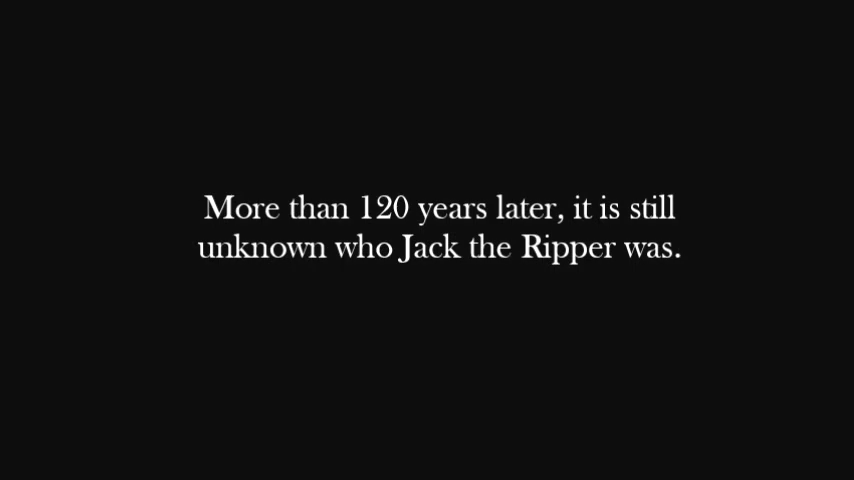 More than 120 years later, it is still
unknown who Jack the Ripper was.